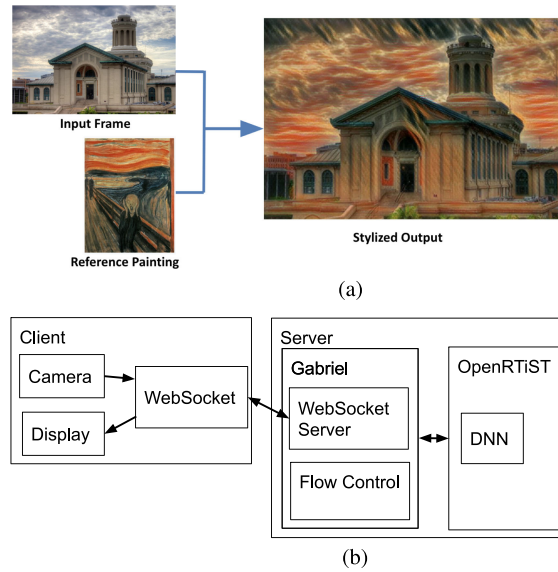 Input Frame
Reference Painting
Stylized Output
(a)
Client
Camera
Display
WebSocket
Server
Gabriel
WebSocket
Server
Flow Control
OpenRTiST
DNN
(b)